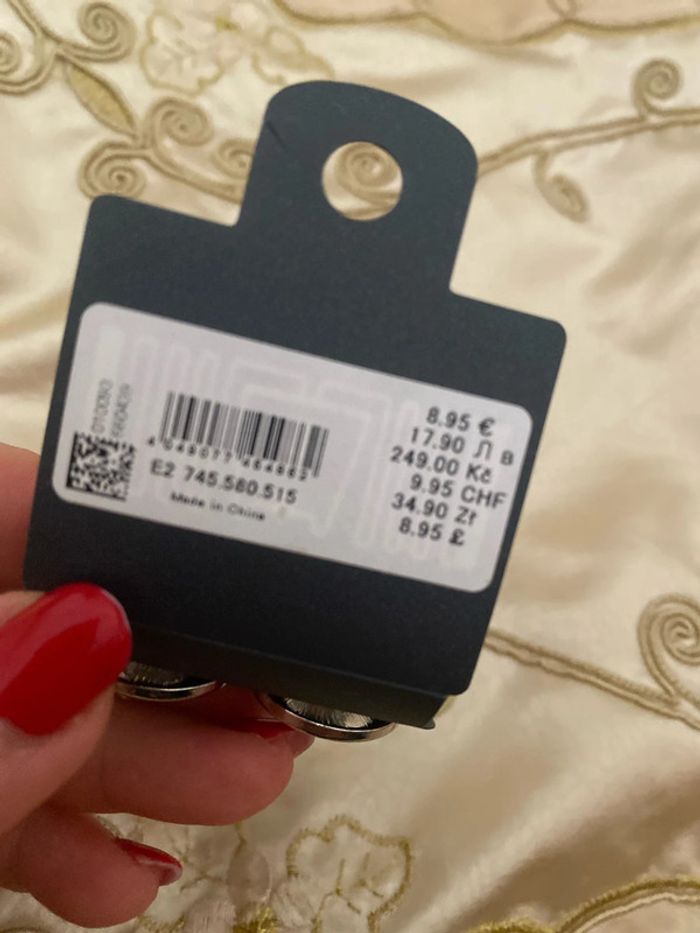 8.95 €
17.90 Л в
249.00 Kč
9.95 CHF
34.90 Zł
8.95 £
E2 745.580.515
Made in China